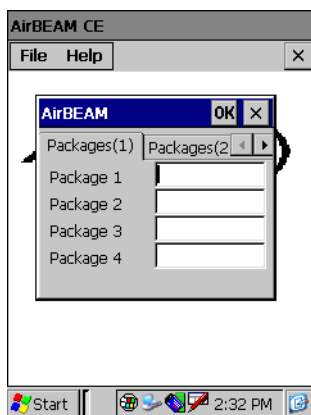 AirBEAM CE
File Help
AirBEAM OK
Packages(1) Packages(2
Package 1
Package 2
Package 3
Package 4
Start 2:32 PM